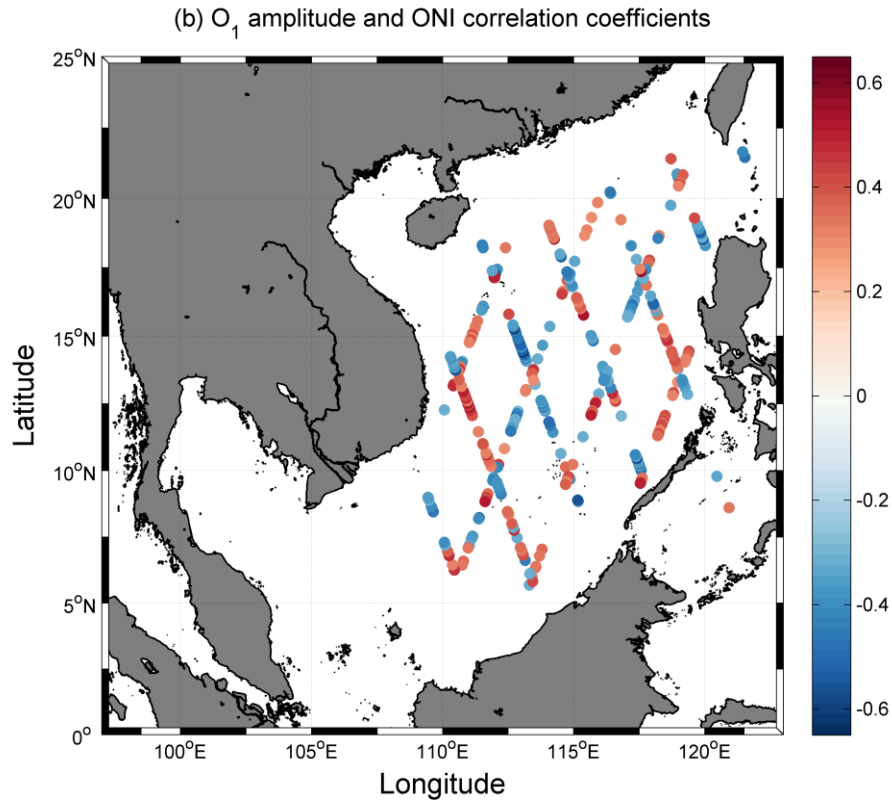 (b) O₁ amplitude and ONI correlation coefficients
25°N
20°N
15°N
10°N
5°N
0°
Latitude
100°E 105°E 110°E 115°E 120°E
Longitude
0.6
0.4
0.2
0
-0.2
-0.4
-0.6